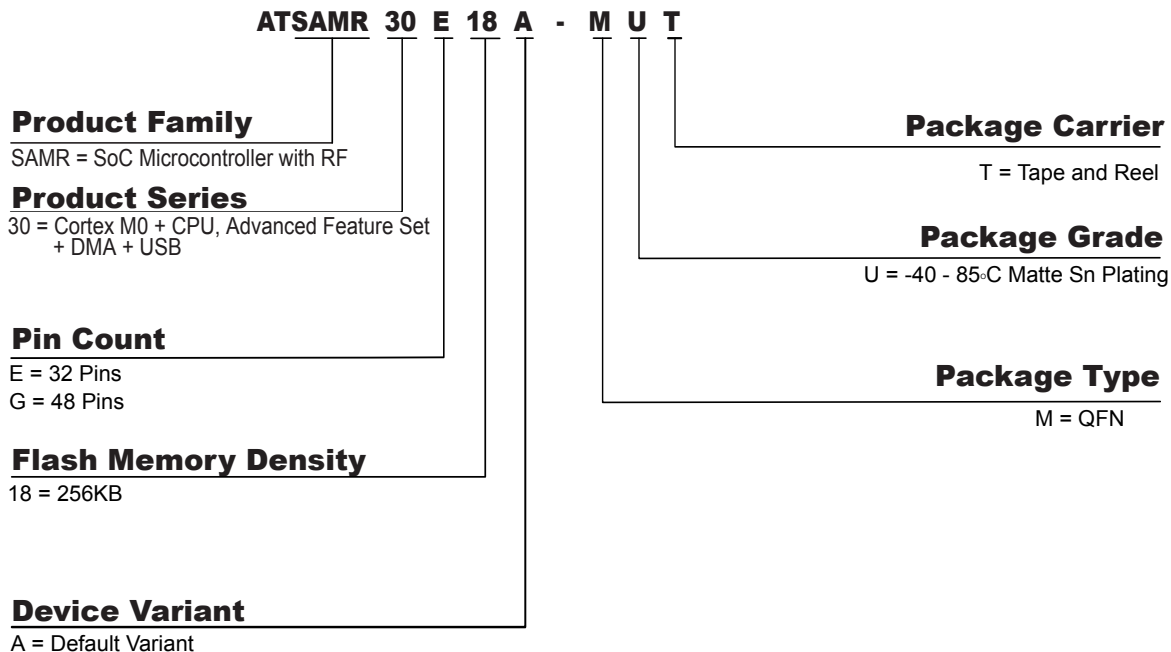 ATSAMR 30 E 18 A - M U T
Product Family
SAMR = SoC Microcontroller with RF
Product Series
30 = Cortex M0 + CPU, Advanced Feature Set
+ DMA + USB
Pin Count
E = 32 Pins
G = 48 Pins
Flash Memory Density
18 = 256KB
Device Variant
A = Default Variant
Package Carrier
T = Tape and Reel
Package Grade
U = -40 - 85◦C Matte Sn Plating
Package Type
M = QFN